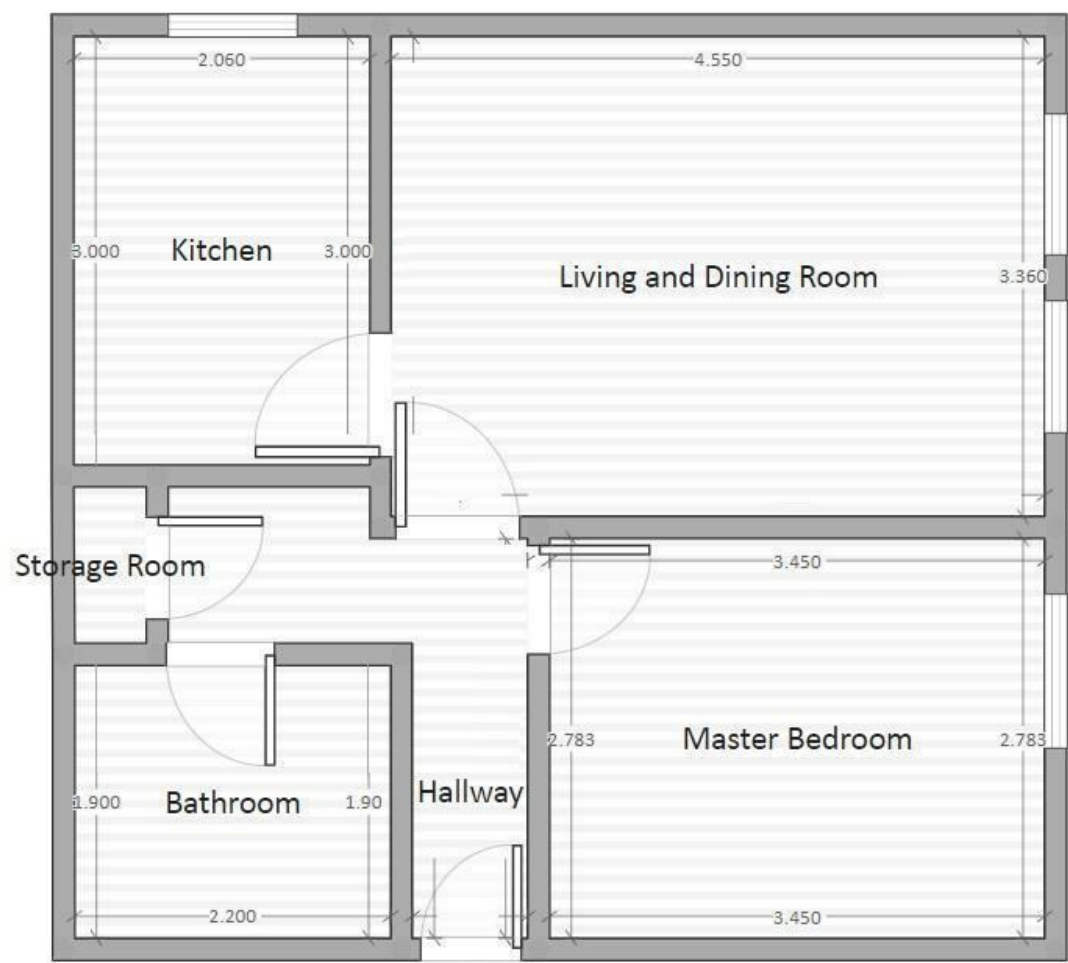 2.060
4.550
3.000
Kitchen
3.000
Living and Dining Room
3.360
Storage Room
3.450
2.783
Master Bedroom
2.783
1.900
Bathroom
1.90
Hallway
2.200
3.450